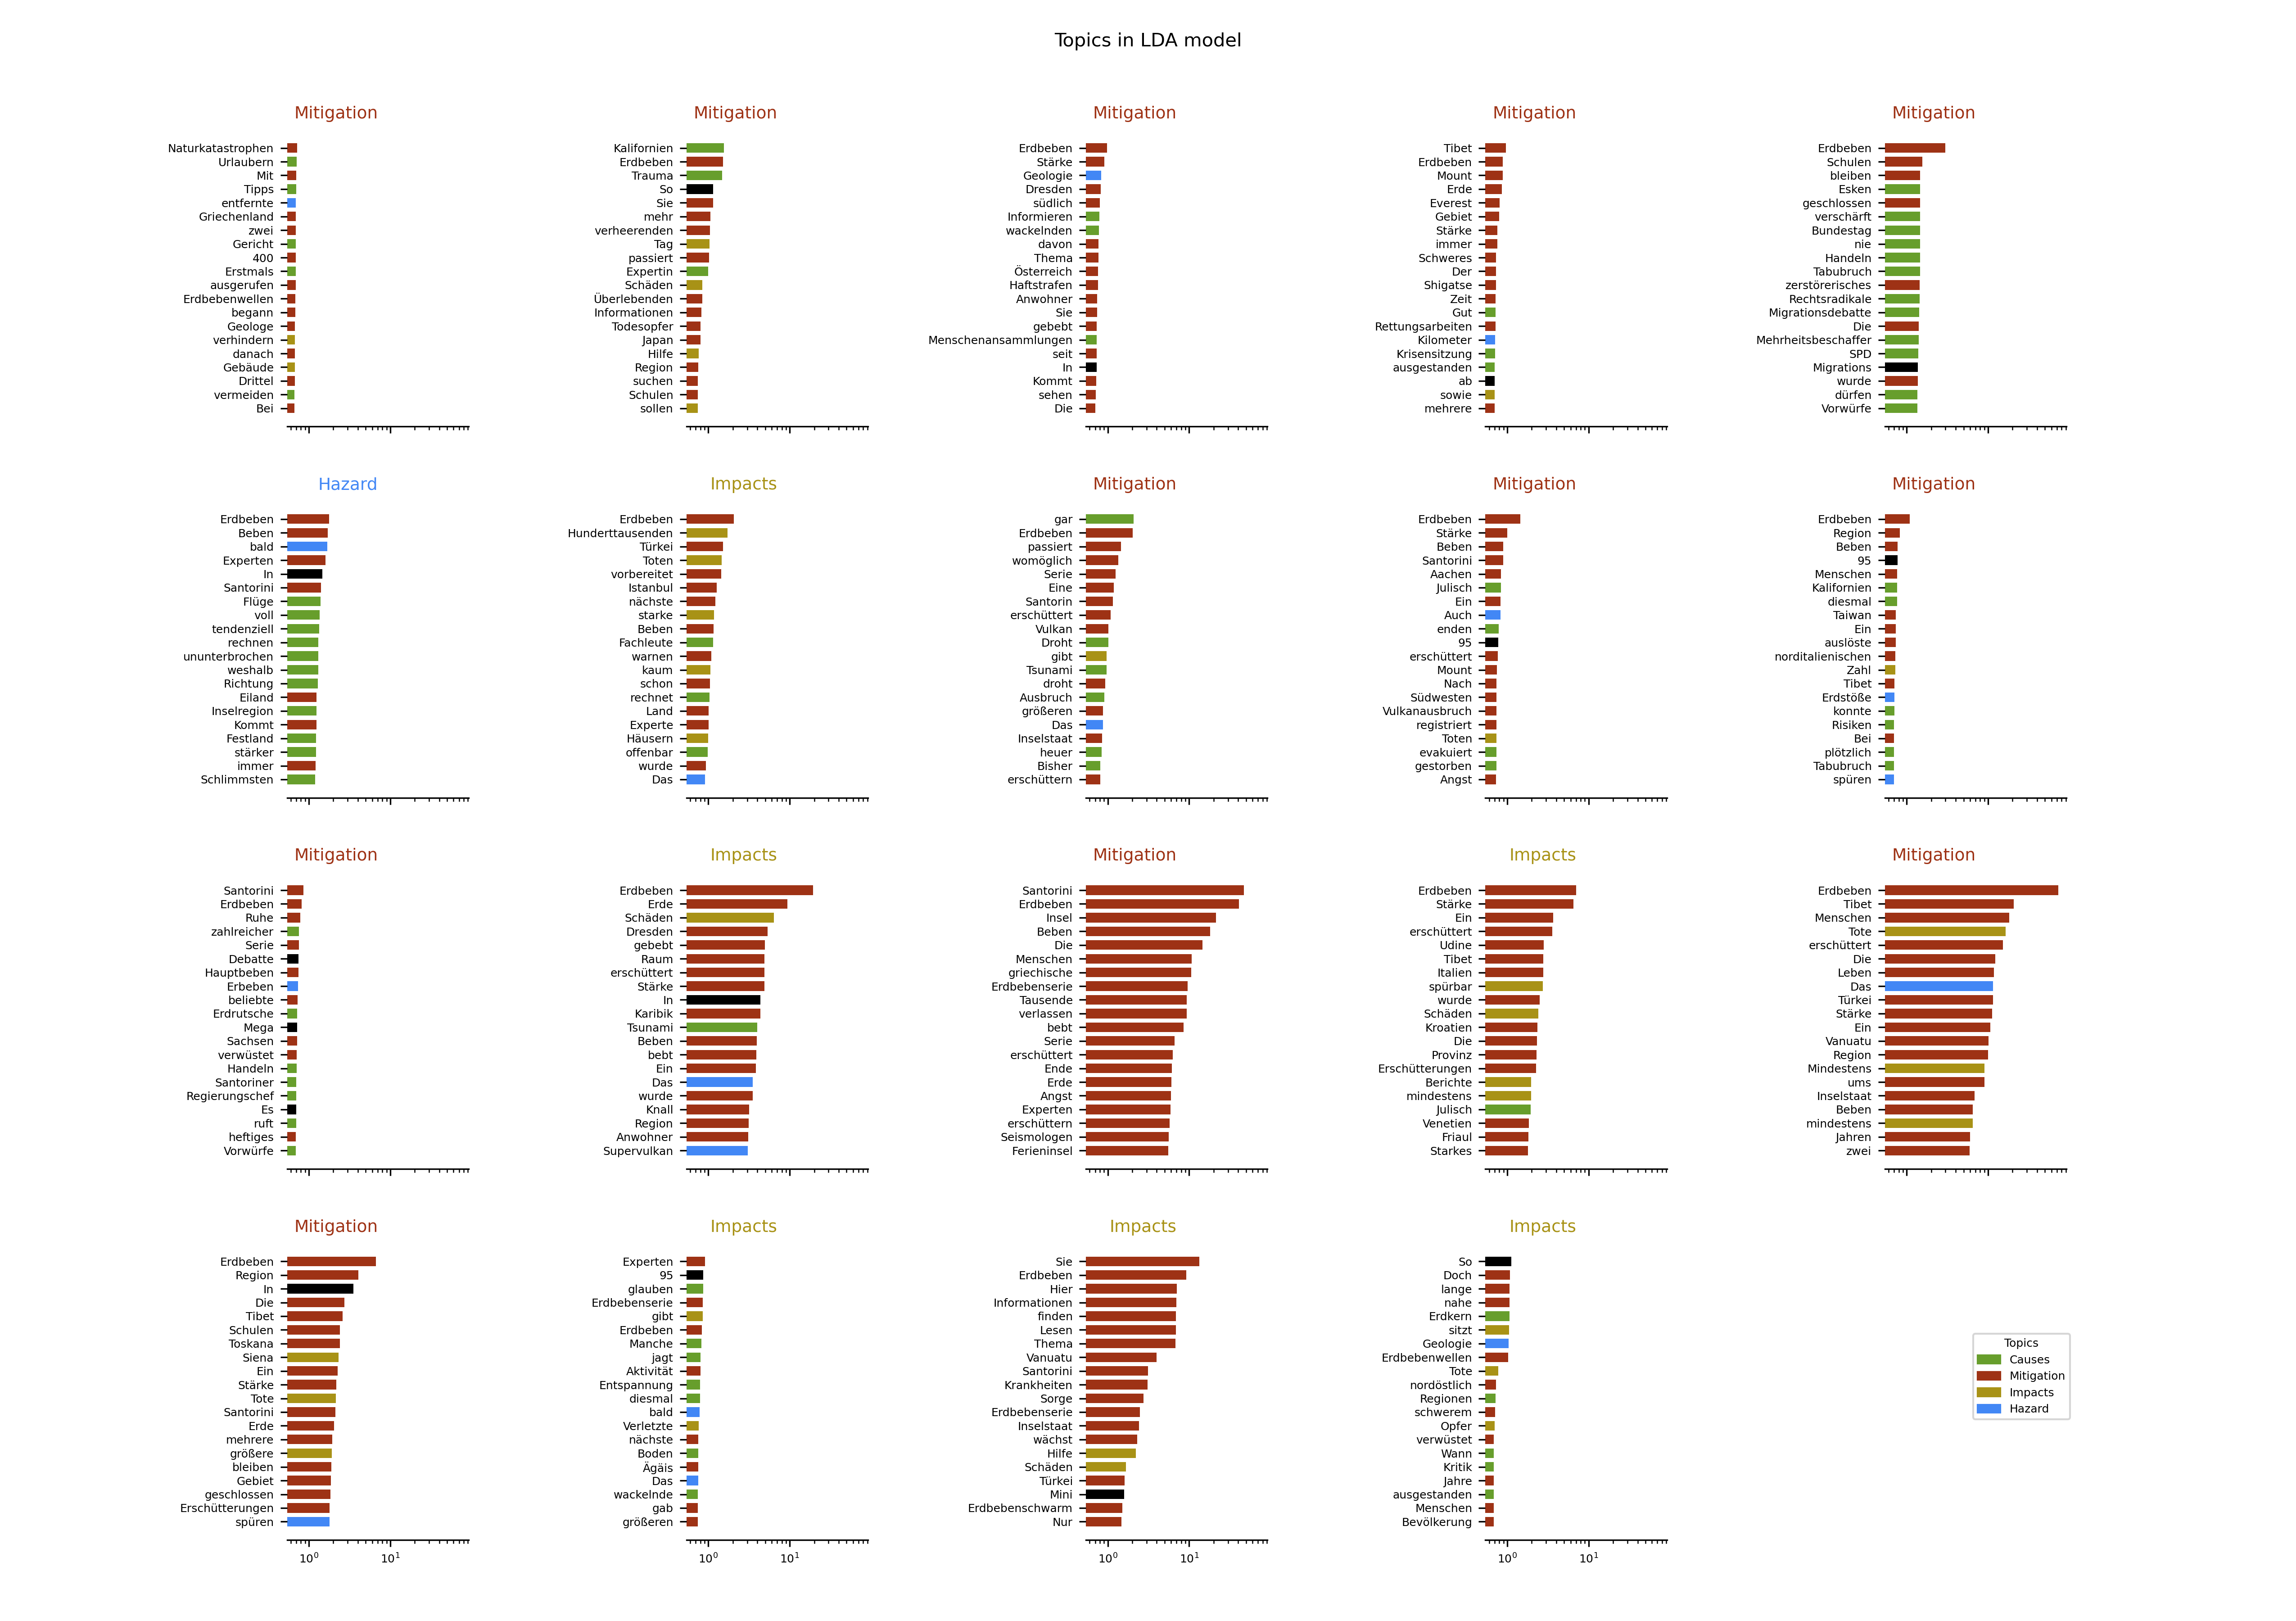 Topics in LDA model
Mitigation
Naturkatastrophen
Urlaubern
Mit
Tipps
entfernte
Griechenland
zwei
Gericht
400
Erstmals
ausgerufen
Erdbebenwellen
begann
Geologe
verhindern
danach
Gebäude
Drittel
vermeiden
Bei
Mitigation
Kalifornien
Erdbeben
Trauma
So
Sie
mehr
verheerenden
Tag
passiert
Expertin
Schäden
Überlebenden
Informationen
Todesopfer
Japan
Hilfe
Region
suchen
Schulen
sollen
Mitigation
Erdbeben
Stärke
Geologie
Dresden
südlich
Informieren
wackelnden
davon
Thema
Österreich
Haftstrafen
Anwohner
Sie
gebebt
Menschenansammlungen
seit
In
Kommt
sehen
Die
Mitigation
Tibet
Erdbeben
Mount
Erde
Everest
Gebiet
Stärke
immer
Schweres
Der
Shigatse
Zeit
Gut
Rettungsarbeiten
Kilometer
Krisensitzung
ausgestanden
ab
sowie
mehrere
Mitigation
Erdbeben
Schulen
bleiben
Esken
geschlossen
verschärft
Bundestag
nie
Handeln
Tabubruch
zerstörerisches
Rechtsradikale
Migrationsdebatte
Die
Mehrheitsbeschaffer
SPD
Migrations
wurde
dürfen
Vorwürfe
Hazard
Erdbeben
Beben
bald
Experten
In
Santorini
Flüge
voll
tendenziell
rechnen
ununterbrochen
weshalb
Richtung
Eiland
Inselregion
Kommt
Festland
stärker
immer
Schlimmsten
Impacts
Erdbeben
Hunderttausenden
Türkei
Toten
vorbereitet
Istanbul
nächste
starke
Beben
Fachleute
warnen
kaum
schon
rechnet
Land
Experte
Häusern
offenbar
wurde
Das
Mitigation
gar
Erdbeben
passiert
womöglich
Serie
Eine
Santorin
erschüttert
Vulkan
Droht
gibt
Tsunami
droht
Ausbruch
größeren
Das
Inselstaat
heuer
Bisher
erschüttern
Mitigation
Erdbeben
Stärke
Beben
Santorini
Aachen
Julisch
Ein
Auch
enden
95
erschüttert
Mount
Nach
Südwesten
Vulkanausbruch
registriert
Toten
evakuiert
gestorben
Angst
Mitigation
Erdbeben
Region
Beben
95
Menschen
Kalifornien
diesmal
Taiwan
Ein
auslöste
norditalienischen
Zahl
Tibet
Erdstöße
konnte
Risiken
Bei
plötzlich
Tabubruch
spüren
Mitigation
Santorini
Erdbeben
Ruhe
zahlreicher
Serie
Debatte
Hauptbeben
Erbeben
beliebte
Erdrutsche
Mega
Sachsen
verwüstet
Handeln
Santoriner
Regierungschef
Es
ruft
heftiges
Vorwürfe
Impacts
Erdbeben
Erde
Schäden
Dresden
gebebt
Raum
erschüttert
Stärke
In
Karibik
Tsunami
Beben
bebt
Ein
Das
wurde
Knall
Region
Anwohner
Supervulkan
Mitigation
Santorini
Erdbeben
Insel
Beben
Die
Menschen
griechische
Erdbebenserie
Tausende
verlassen
bebt
Serie
erschüttert
Ende
Erde
Angst
Experten
erschüttern
Seismologen
Ferieninsel
Impacts
Erdbeben
Stärke
Ein
erschüttert
Udine
Tibet
Italien
spürbar
wurde
Schäden
Kroatien
Die
Provinz
Erschütterungen
Berichte
mindestens
Julisch
Venetien
Friaul
Starkes
Mitigation
Erdbeben
Tibet
Menschen
Tote
erschüttert
Die
Leben
Das
Türkei
Stärke
Ein
Vanuatu
Region
Mindestens
ums
Inselstaat
Beben
mindestens
Jahren
zwei
Mitigation
Erdbeben
Region
In
Die
Tibet
Schulen
Toskana
Siena
Ein
Stärke
Tote
Santorini
Erde
mehrere
größere
bleiben
Gebiet
geschlossen
Erschütterungen
spüren
10⁰ 10¹
Impacts
Experten
95
glauben
Erdbebenserie
gibt
Erdbeben
Manche
jagt
Aktivität
Entspannung
diesmal
bald
Verletzte
nächste
Boden
Ägäis
Das
wackelnde
gab
größeren
10⁰ 10¹
Impacts
Sie
Erdbeben
Hier
Informationen
finden
Lesen
Thema
Vanuatu
Santorini
Krankheiten
Sorge
Erdbebenserie
Inselstaat
wächst
Hilfe
Schäden
Türkei
Mini
Erdbebenschwarm
Nur
10⁰ 10¹
Impacts
So
Doch
lange
nahe
Erdkern
sitzt
Geologie
Erdbebenwellen
Tote
nordöstlich
Regionen
schwerem
Opfer
verwüstet
Wann
Kritik
Jahre
ausgestanden
Menschen
Bevölkerung
10⁰ 10¹
Topics
Causes
Mitigation
Impacts
Hazard